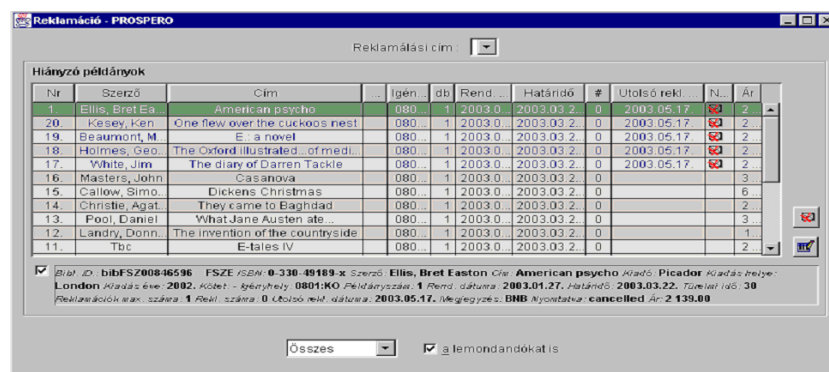 Reklamáció - PROSPERO
Reklamálási cím:
Hiányzó példányok
Nr Szerző Cím ... Igén... db Rend. ... Határidő # Utolsó rekl.... N... Ár
1. Ellis, Bret Ea... American psycho 080... 1 2003.0... 2003.03.2... 0 2003.05.17. 2...
20. Kesey, Ken One flew over the cuckoos nest 080... 1 2003.0... 2003.03.2... 0 2003.05.17. 2...
19. Beaumont, M... E.: a novel 080... 1 2003.0... 2003.03.2... 0 2003.05.17. 2...
18. Holmes, Geo... The Oxford illustrated...of medi... 080... 1 2003.0... 2003.03.2... 0 2003.05.17. 2...
17. White, Jim The diary of Darren Tackle 080... 1 2003.0... 2003.03.2... 0 2003.05.17. 2...
16. Masters, John Casanova 080... 1 2003.0... 2003.03.2... 0 3...
15. Callow, Simo... Dickens Christmas 080... 1 2003.0... 2003.03.2... 0 6...
14. Christie, Agat... They came to Baghdad 080... 1 2003.0... 2003.03.2... 0 2...
13. Pool, Daniel What Jane Austen ate... 080... 1 2003.0... 2003.03.2... 0 3...
12. Landry, Donn... The invention of the countryside 080... 1 2003.0... 2003.03.2... 0 1...
11. Tbc E-tales IV 080... 1 2003.0... 2003.03.2... 0 2...
Bibl. ID.: bibFSZ00846596 FSZE ISBN: 0-330-49189-x Szerző: Ellis, Bret Easton Cím: American psycho Kiadó: Picador Kiadás helye:
London Kiadás éve: 2002. Kötet: - Igényhely: 0801:KO Példányszám: 1 Rend. dátuma: 2003.01.27. Határidő: 2003.03.22. Türelmi idő: 30
Reklamációk max. száma: 1 Rekl. száma: 0 Utolsó rekl. dátuma: 2003.05.17. Megjegyzés: BNB Nyomtatva: cancelled Ár: 2 139.00
Összes a lemondandókat is